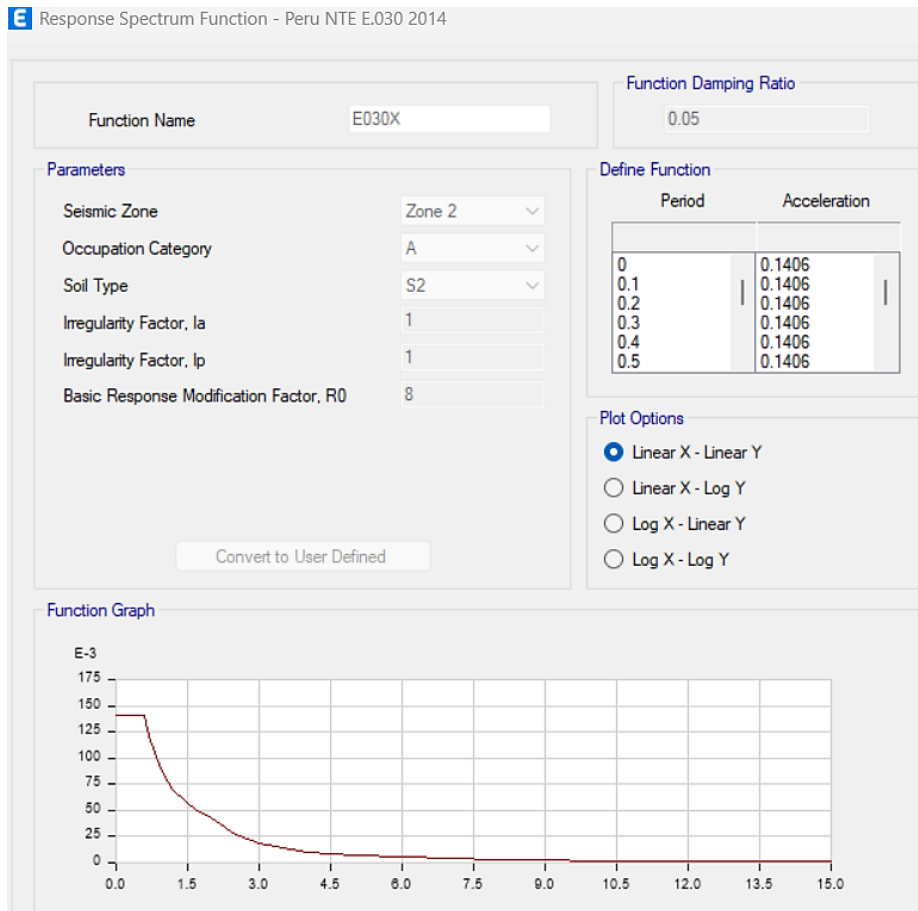 E Response Spectrum Function - Peru NTE E.030 2014
Function Name E030X
Function Damping Ratio
0.05
Parameters
Seismic Zone Zone 2
Occupation Category A
Soil Type S2
Irregularity Factor, Ia 1
Irregularity Factor, Ip 1
Basic Response Modification Factor, R0 8
Convert to User Defined
Define Function
Period Acceleration
0 0.1406
0.1 0.1406
0.2 0.1406
0.3 0.1406
0.4 0.1406
0.5 0.1406
Plot Options
Linear X - Linear Y
Linear X - Log Y
Log X - Linear Y
Log X - Log Y
Function Graph
E-3
175
150
125
100
75
50
25
0
0.0 1.5 3.0 4.5 6.0 7.5 9.0 10.5 12.0 13.5 15.0